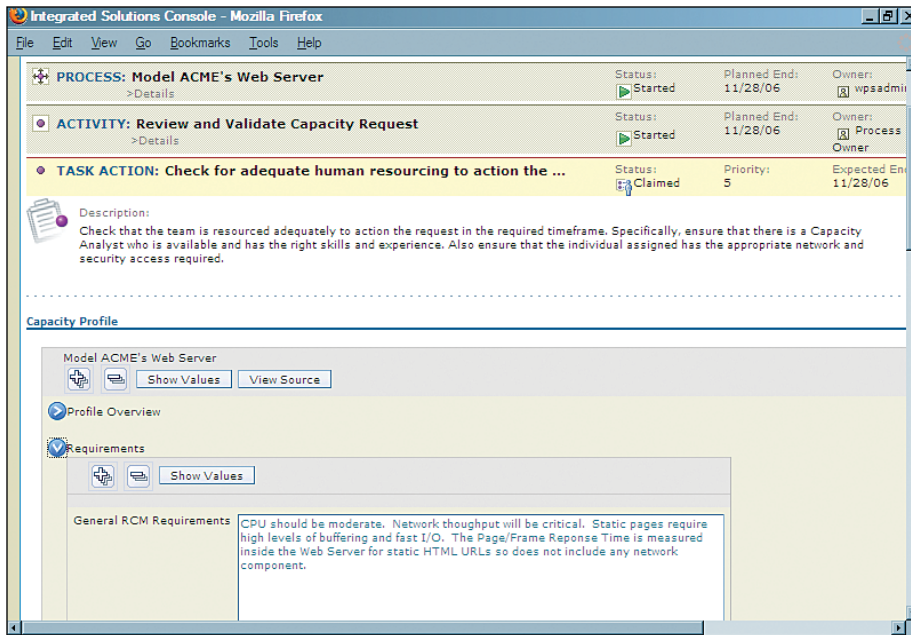 Integrated Solutions Console - Mozilla Firefox
File Edit View Go Bookmarks Tools Help
PROCESS: Model ACME's Web Server
>Details
Status:
Started
Planned End:
11/28/06
Owner:
wpsadmin
ACTIVITY: Review and Validate Capacity Request
>Details
Status:
Started
Planned End:
11/28/06
Owner:
Process
Owner
TASK ACTION: Check for adequate human resourcing to action the ...
Status:
Claimed
Priority:
5
Expected En
11/28/06
Description:
Check that the team is resourced adequately to action the request in the required timeframe. Specifically, ensure that there is a Capacity
Analyst who is available and has the right skills and experience. Also ensure that the individual assigned has the appropriate network and
security access required.
Capacity Profile
Model ACME's Web Server
Show Values View Source
Profile Overview
Requirements
Show Values
General RCM Requirements
CPU should be moderate. Network thoughput will be critical. Static pages require
high levels of buffering and fast I/O. The Page/Frame Reponse Time is measured
inside the Web Server for static HTML URLs so does not include any network
component.